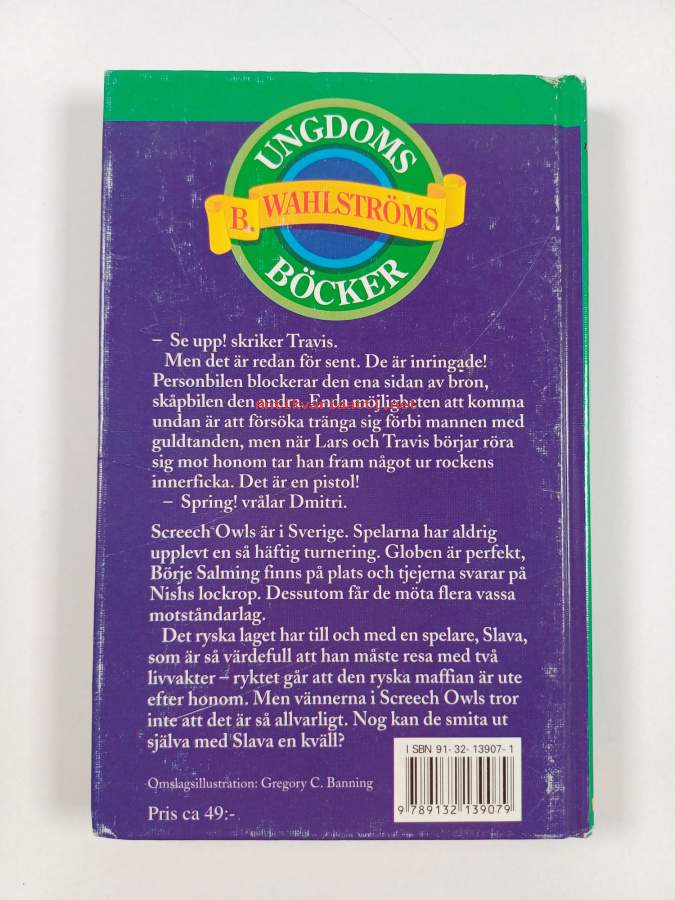 UNGDOMS
B. WAHLSTRÖMS
BÖCKER
– Se upp! skriker Travis.
Men det är redan för sent. De är inringade!
Personbilen blockerar den ena sidan av bron,
skåpbilen den andra. Enda möjligheten att komma
undan är att försöka tränga sig förbi mannen med
guldtanden, men när Lars och Travis börjar röra
sig mot honom tar han fram något ur rockens
innerficka. Det är en pistol!
– Spring! vrålar Dmitri.
Screech Owls är i Sverige. Spelarna har aldrig
upplevt en så häftig turnering. Globen är perfekt,
Börje Salming finns på plats och tjejerna svarar på
Nishs lockrop. Dessutom får de möta flera vassa
motståndarlag.
Det ryska laget har till och med en spelare, Slava,
som är så värdefull att han måste resa med två
livvakter – ryktet går att den ryska maffian är ute
efter honom. Men vännerna i Screech Owls tror
inte att det är så allvarligt. Nog kan de smita ut
själva med Slava en kväll?
ISBN 91-32-13907-1
9 789132 139079
Omslagsillustration: Gregory C. Banning
Pris ca 49:-